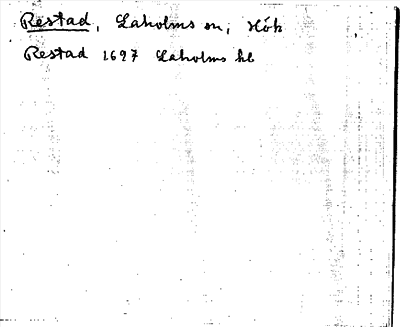 Restad, Laholms sn, Hök
Restad 1697 Laholms kb